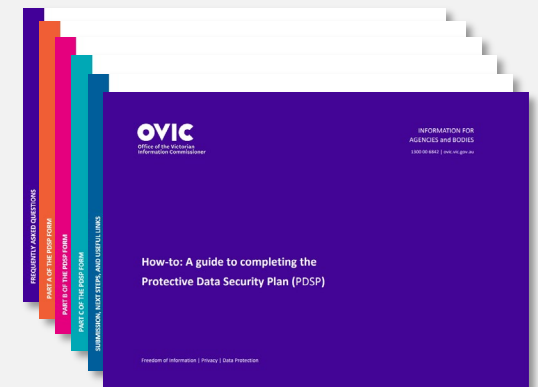 FREQUENTLY ASKED QUESTIONS
PART A OF THE PDSP FORM
PART B OF THE PDSP FORM
PART C OF THE PDSP FORM
SUBMISSION, NEXT STEPS, AND USEFUL LINKS
OVIC
Office of the Victorian
Information Commissioner
INFORMATION FOR
AGENCIES and BODIES
1300 00 6842 | ovic.vic.gov.au
How-to: A guide to completing the
Protective Data Security Plan (PDSP)
Freedom of Information | Privacy | Data Protection